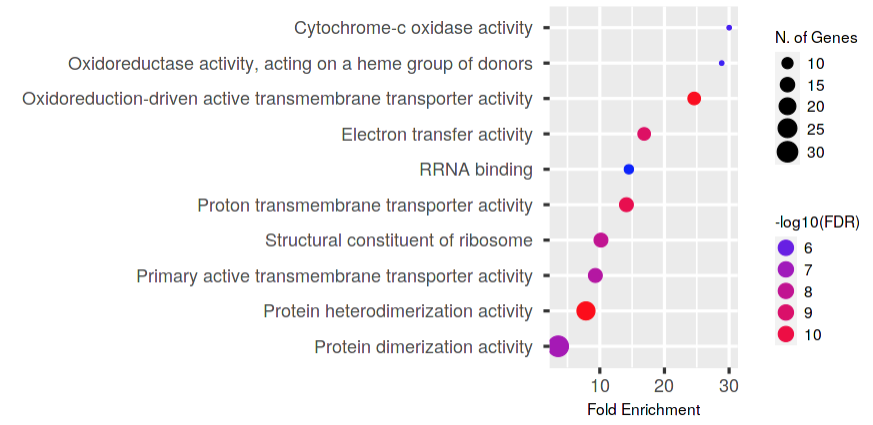 Cytochrome-c oxidase activity
Oxidoreductase activity, acting on a heme group of donors
Oxidoreduction-driven active transmembrane transporter activity
Electron transfer activity
RRNA binding
Proton transmembrane transporter activity
Structural constituent of ribosome
Primary active transmembrane transporter activity
Protein heterodimerization activity
Protein dimerization activity
10 20 30
Fold Enrichment
N. of Genes
10
15
20
25
30
-log10(FDR)
6
7
8
9
10